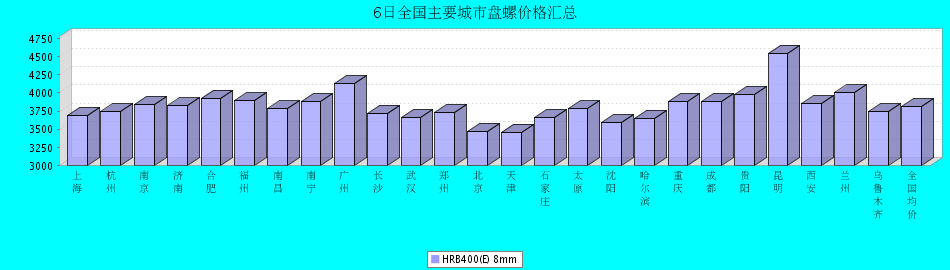 6日全国主要城市盘螺价格汇总
4750
4500
4250
4000
3750
3500
3250
3000
上海
杭州
南京
济南
合肥
福州
南昌
南宁
广州
长沙
武汉
郑州
北京
天津
石家庄
太原
沈阳
哈尔滨
重庆
成都
贵阳
昆明
西安
兰州
乌鲁木齐
全国均价
HRB400(E) 8mm